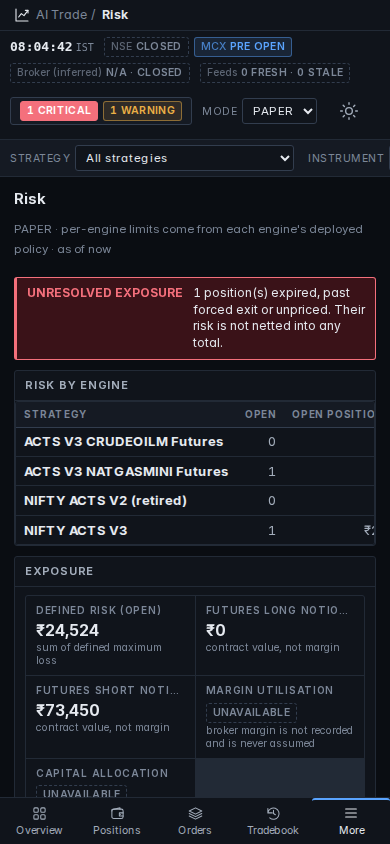 AI Trade / Risk
08:04:42 IST NSE CLOSED MCX PRE OPEN
Broker (inferred) N/A · CLOSED Feeds 0 FRESH · 0 STALE
1 CRITICAL 1 WARNING MODE PAPER
STRATEGY All strategies INSTRUMENT
Risk
PAPER · per-engine limits come from each engine's deployed
policy · as of now
UNRESOLVED EXPOSURE 1 position(s) expired, past
forced exit or unpriced. Their
risk is not netted into any
total.
RISK BY ENGINE
STRATEGY OPEN OPEN POSITIO
ACTS V3 CRUDEOILM Futures 0
ACTS V3 NATGASMINI Futures 1
NIFTY ACTS V2 (retired) 0
NIFTY ACTS V3 1 ₹2
EXPOSURE
DEFINED RISK (OPEN)
₹24,524
sum of defined maximum
loss
FUTURES LONG NOTIO...
₹0
contract value, not margin
FUTURES SHORT NOTI...
₹73,450
contract value, not margin
MARGIN UTILISATION
UNAVAILABLE
broker margin is not recorded
and is never assumed
CAPITAL ALLOCATION
UNAVAILABLE
Overview Positions Orders Tradebook More